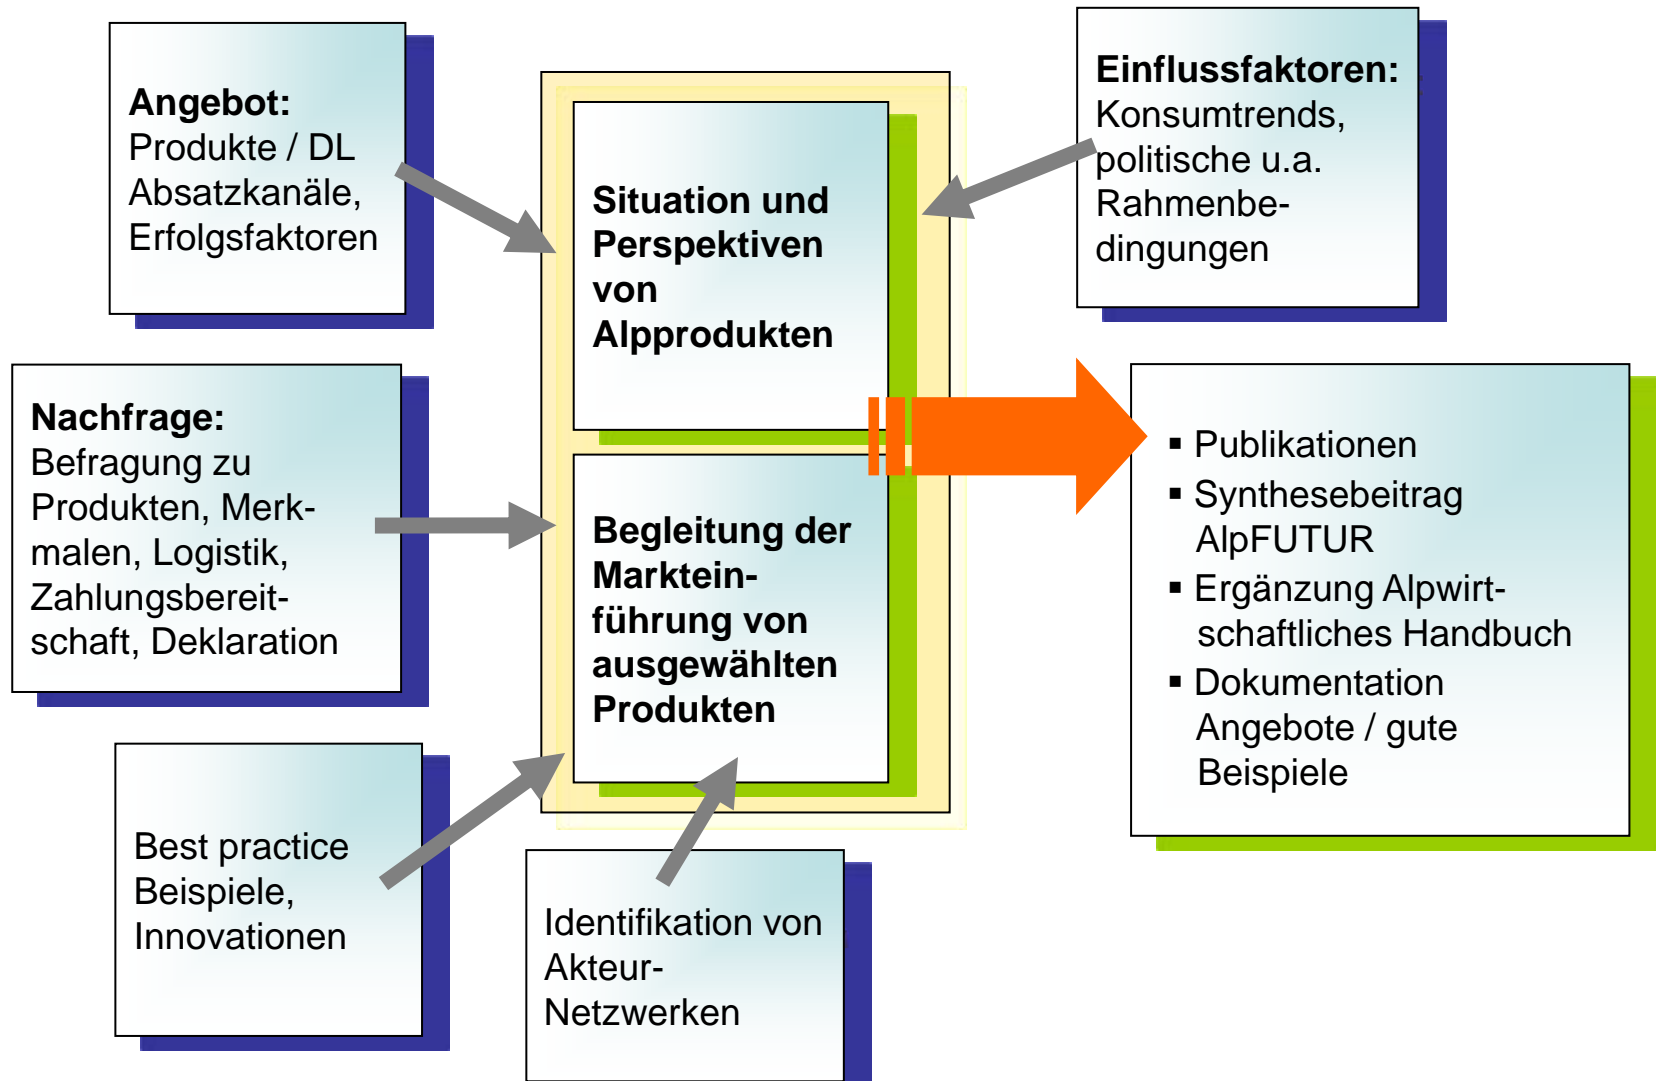 Angebot:
Produkte / DL
Absatzkanäle,
Erfolgsfaktoren
Nachfrage:
Befragung zu
Produkten, Merk-
malen, Logistik,
Zahlungsbereit-
schaft, Deklaration
Best practice
Beispiele,
Innovationen
Situation und
Perspektiven
von
Alpprodukten
Begleitung der
Marktein-
führung von
ausgewählten
Produkten
Identifikation von
Akteur-
Netzwerken
Einflussfaktoren:
Konsumtrends,
politische u.a.
Rahmenbe-
dingungen
▪ Publikationen
▪ Synthesebeitrag
AlpFUTUR
▪ Ergänzung Alpwirt-
schaftliches Handbuch
▪ Dokumentation
Angebote / gute
Beispiele